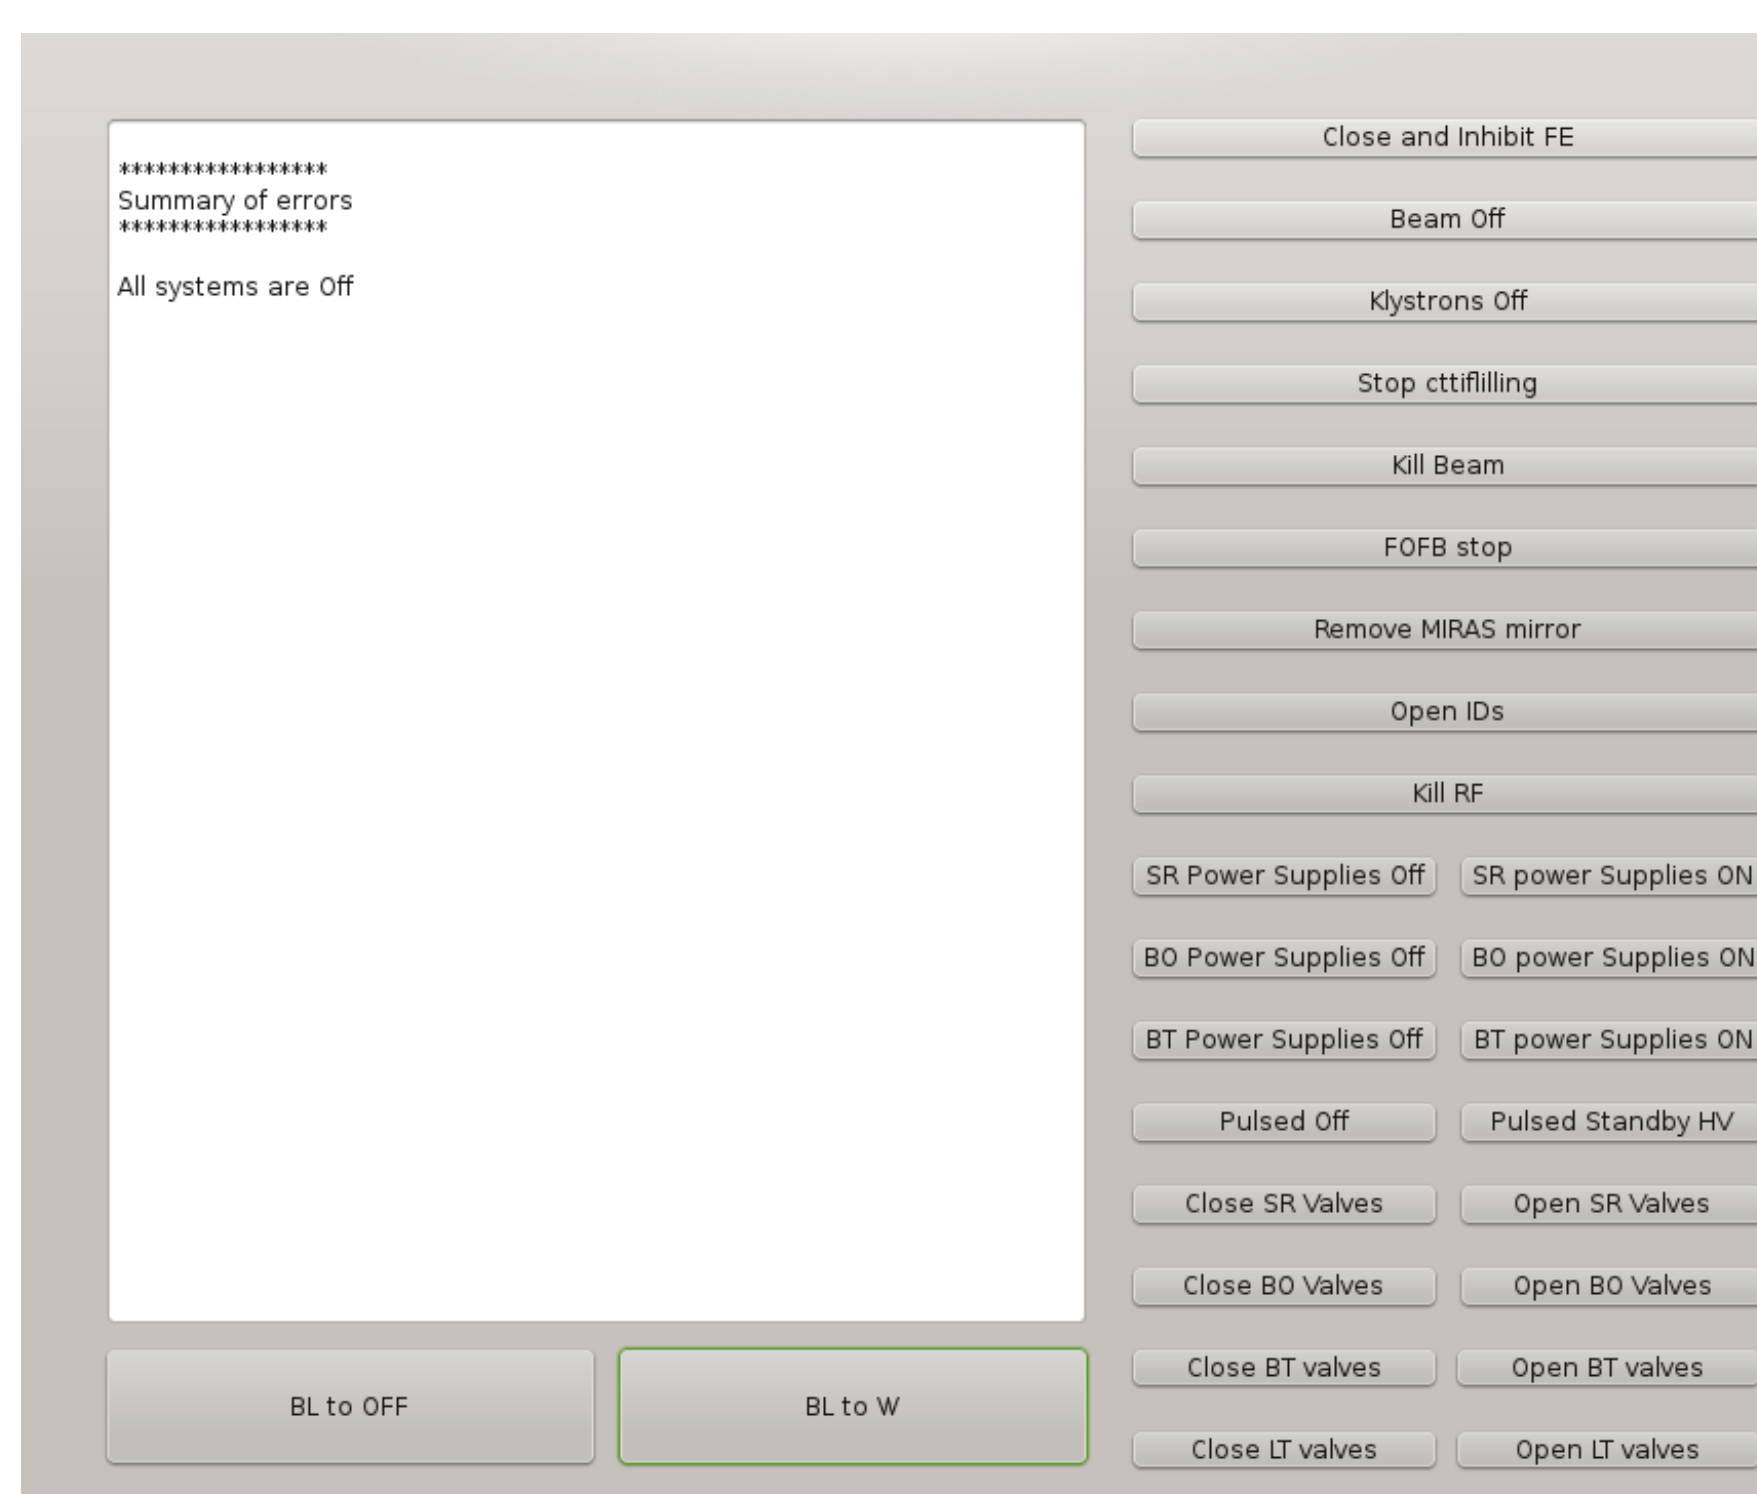 *****************
Summary of errors
*****************
All systems are Off
BL to OFF
BL to W
Close and Inhibit FE
Beam Off
Klystrons Off
Stop cttiflilling
Kill Beam
FOFB stop
Remove MIRAS mirror
Open IDs
Kill RF
SR Power Supplies Off
SR power Supplies ON
BO Power Supplies Off
BO power Supplies ON
BT Power Supplies Off
BT power Supplies ON
Pulsed Off
Pulsed Standby HV
Close SR Valves
Open SR Valves
Close BO Valves
Open BO Valves
Close BT valves
Open BT valves
Close LT valves
Open LT valves